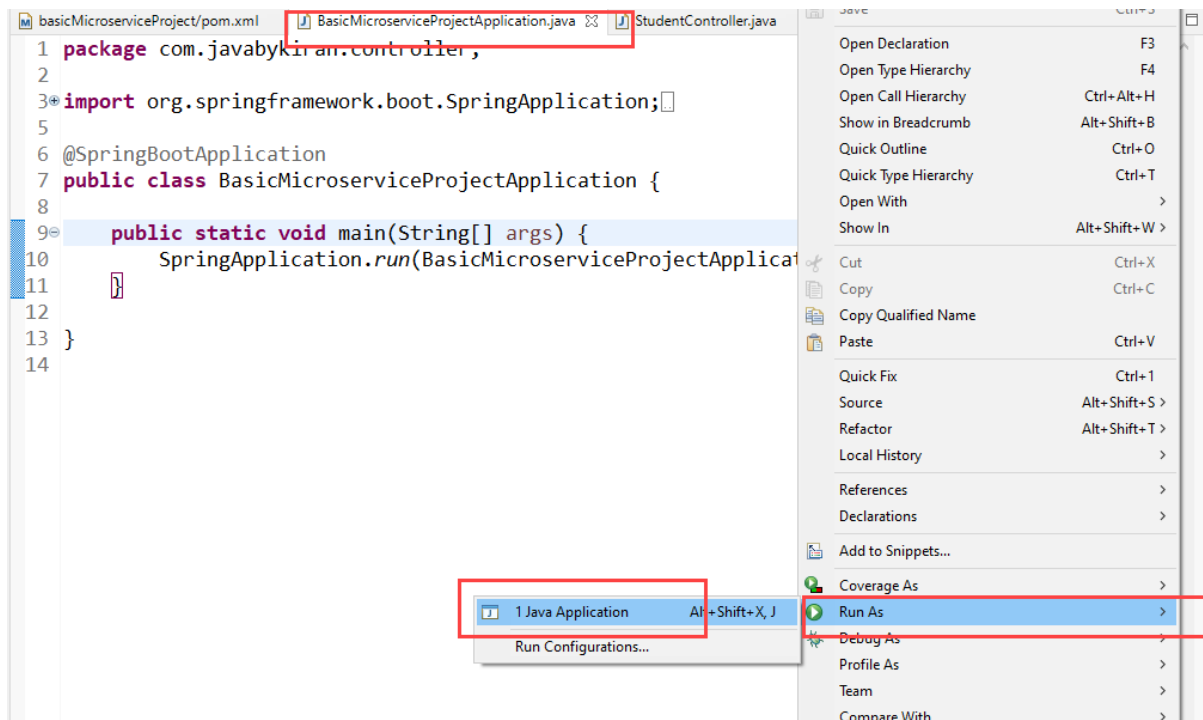 basicMicroserviceProject/pom.xml BasicMicroserviceProjectApplication.java StudentController.java
1 package com.javabykiran.controller;
2
3 import org.springframework.boot.SpringApplication;
5
6 @SpringBootApplication
7 public class BasicMicroserviceProjectApplication {
8
9 public static void main(String[] args) {
10 SpringApplication.run(BasicMicroserviceProjectApplicat
11 }
12
13 }
14
Save Ctrl+S
Open Declaration F3
Open Type Hierarchy F4
Open Call Hierarchy Ctrl+Alt+H
Show in Breadcrumb Alt+Shift+B
Quick Outline Ctrl+O
Quick Type Hierarchy Ctrl+T
Open With >
Show In Alt+Shift+W >
Cut Ctrl+X
Copy Ctrl+C
Copy Qualified Name
Paste Ctrl+V
Quick Fix Ctrl+1
Source Alt+Shift+S >
Refactor Alt+Shift+T >
Local History >
References >
Declarations >
Add to Snippets...
Coverage As >
Run As >
Debug As >
Profile As >
Team >
Compare With >
1 Java Application Alt+Shift+X, J
Run Configurations...